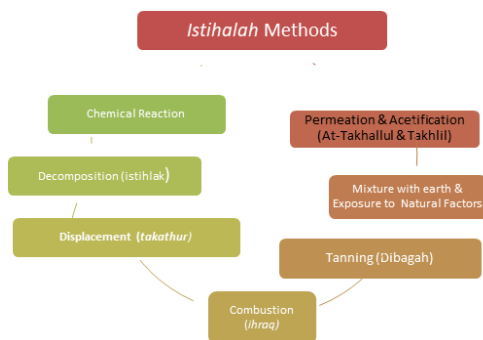 Istihalah Methods
Chemical Reaction
Decomposition (istihlak)
Displacement (takathur)
Combustion
(ihraq)
Tanning (Dibagah)
Mixture with earth &
Exposure to Natural Factors
Permeation & Acetification
(At-Takhallul & Takhlil)